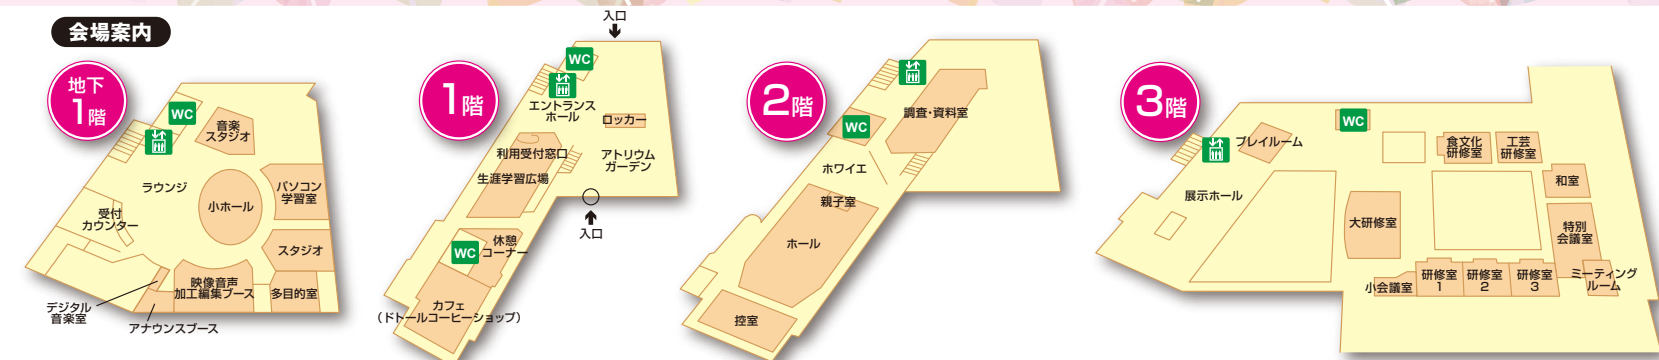 会場案内
地下
1階
WC
音楽
スタジオ
ラウンジ
パソコン
学習室
小ホール
受付
カウンター
スタジオ
映像音声
加工編集ブース
多目的室
デジタル
音楽室
アナウンスブース
1階
入口
WC
エントランス
ホール
ロッカー
利用受付窓口
アトリウム
ガーデン
生涯学習広場
入口
休憩
コーナー
WC
カフェ
(ドトールコーヒーショップ)
2階
調査・資料室
WC
ホワイエ
親子室
ホール
控室
3階
WC
プレイルーム
食文化
研修室
工芸
研修室
和室
展示ホール
大研修室
特別
会議室
小会議室
研修室
1
研修室
2
研修室
3
ミーティング
ルーム